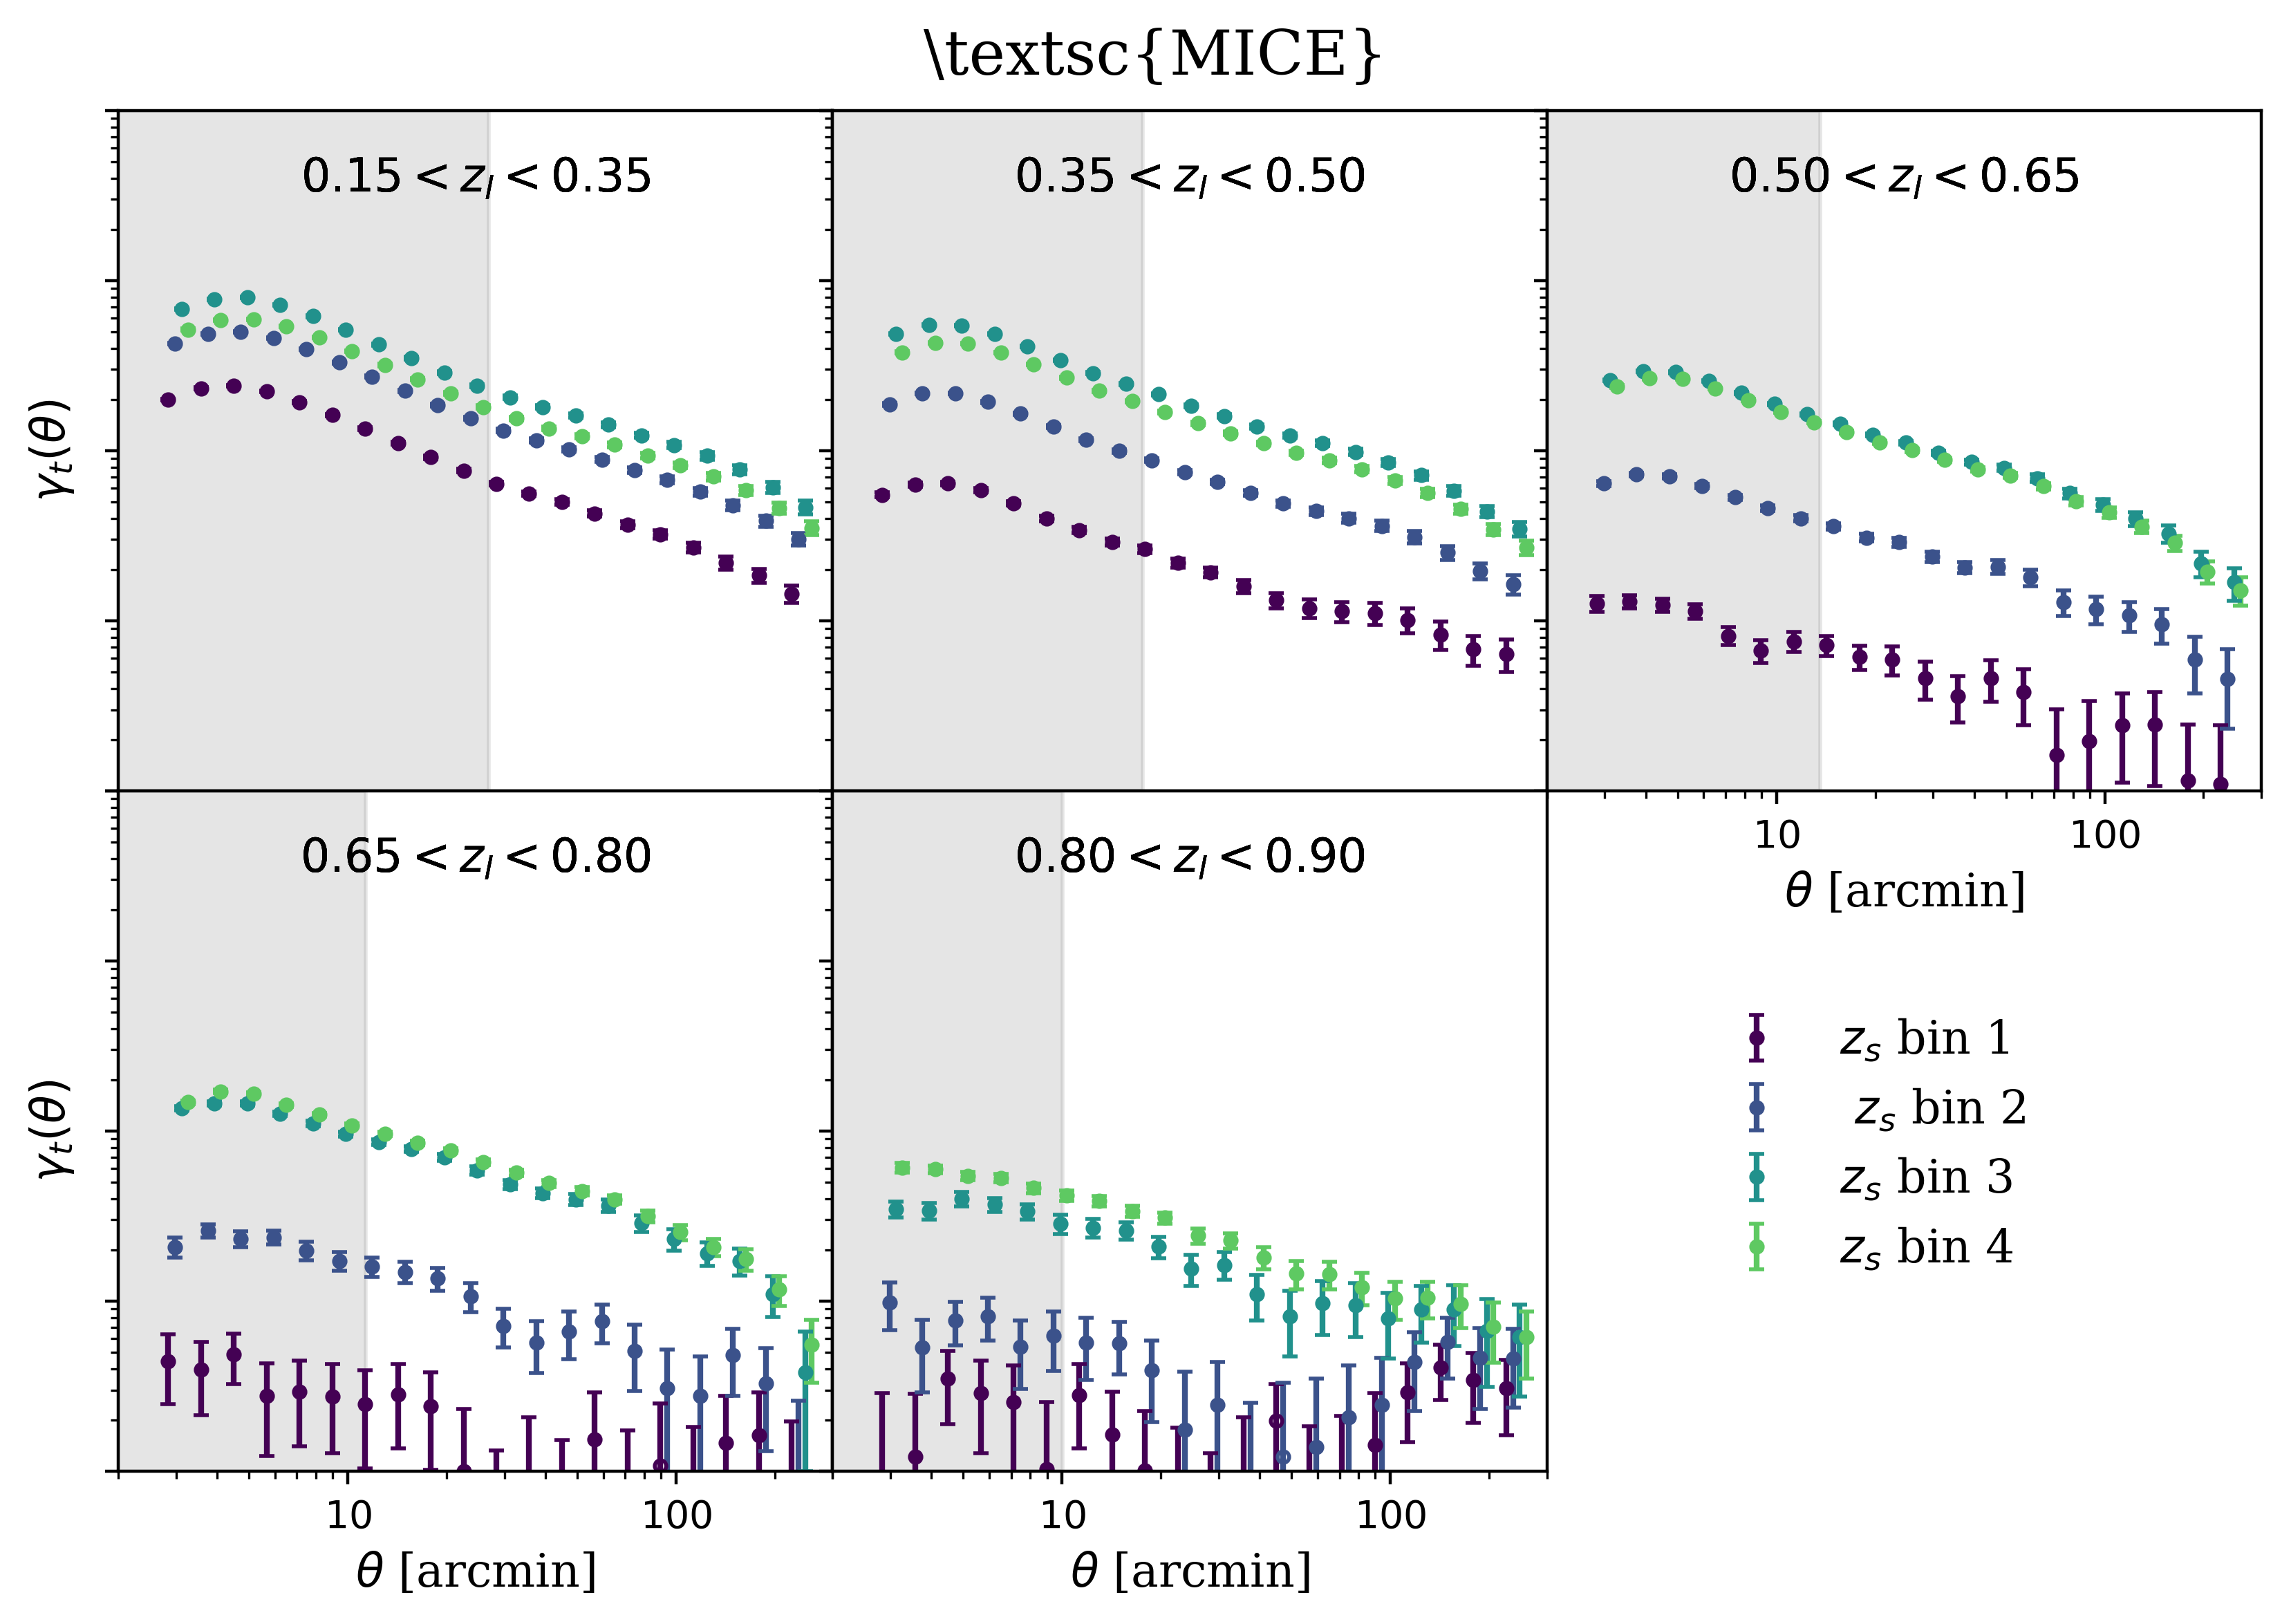 \textsc{MICE}
0.15 < z_l < 0.35
0.35 < z_l < 0.50
0.50 < z_l < 0.65
γ_t(θ)
10 100
θ [arcmin]
0.65 < z_l < 0.80
0.80 < z_l < 0.90
γ_t(θ)
z_s bin 1
z_s bin 2
z_s bin 3
z_s bin 4
10 100
10 100
θ [arcmin]
θ [arcmin]